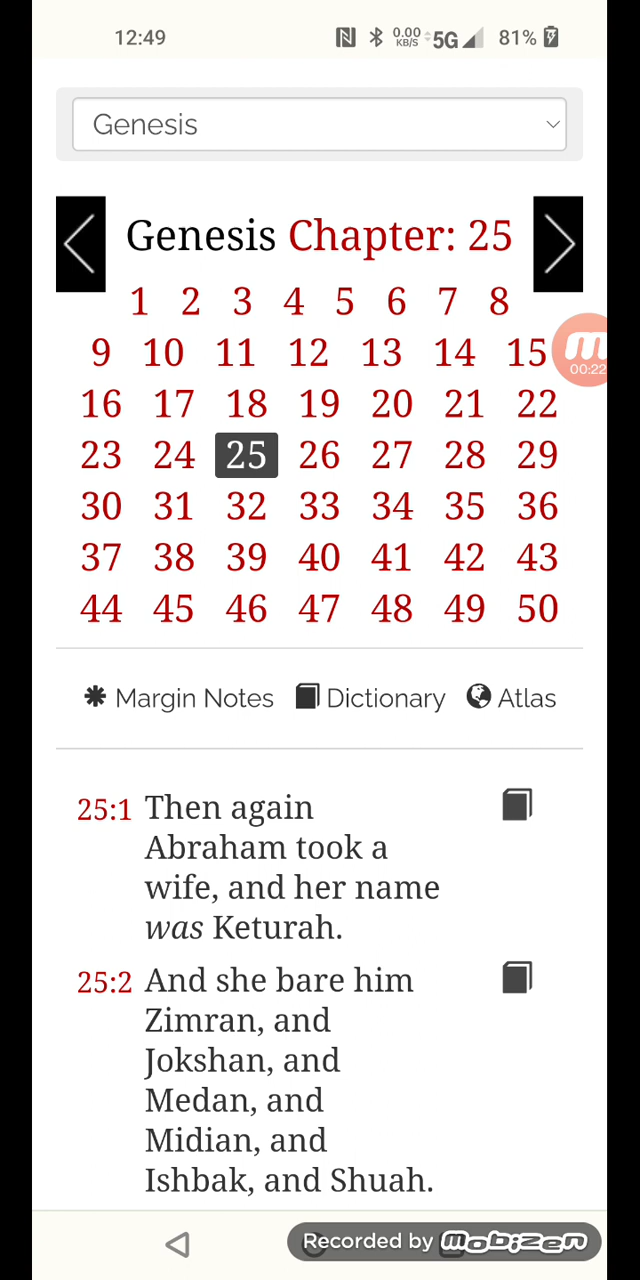 12:49 0.00 KB/S 5G 81%
Genesis
Genesis Chapter: 25
1 2 3 4 5 6 7 8
9 10 11 12 13 14 15
00:22
16 17 18 19 20 21 22
23 24 25 26 27 28 29
30 31 32 33 34 35 36
37 38 39 40 41 42 43
44 45 46 47 48 49 50
Margin Notes Dictionary Atlas
25:1 Then again
Abraham took a
wife, and her name
was Keturah.
25:2 And she bare him
Zimran, and
Jokshan, and
Medan, and
Midian, and
Ishbak, and Shuah.
Recorded by mobizen